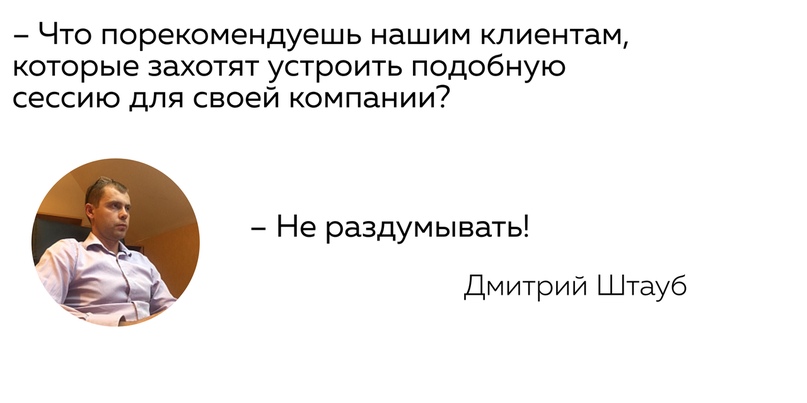 – Что порекомендуешь нашим клиентам,
которые захотят устроить подобную
сессию для своей компании?
– Не раздумывать!
Дмитрий Штауб